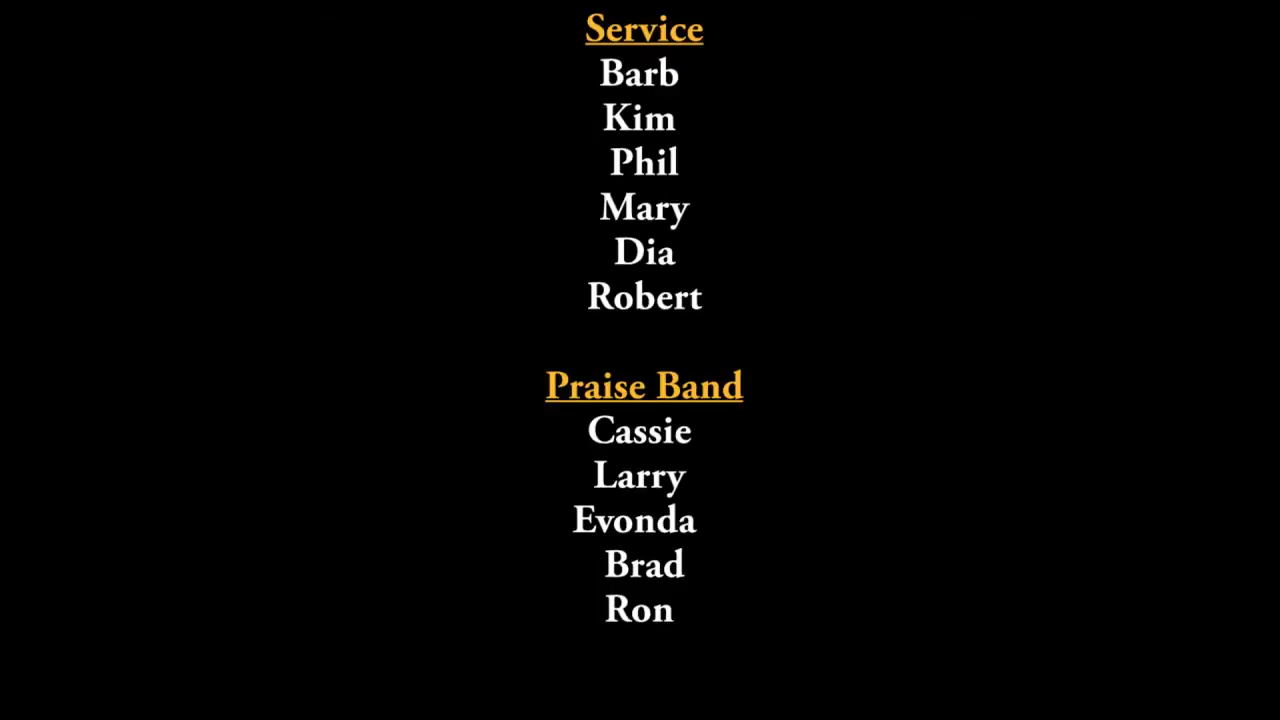 Service
Barb
Kim
Phil
Mary
Dia
Robert
Praise Band
Cassie
Larry
Evonda
Brad
Ron